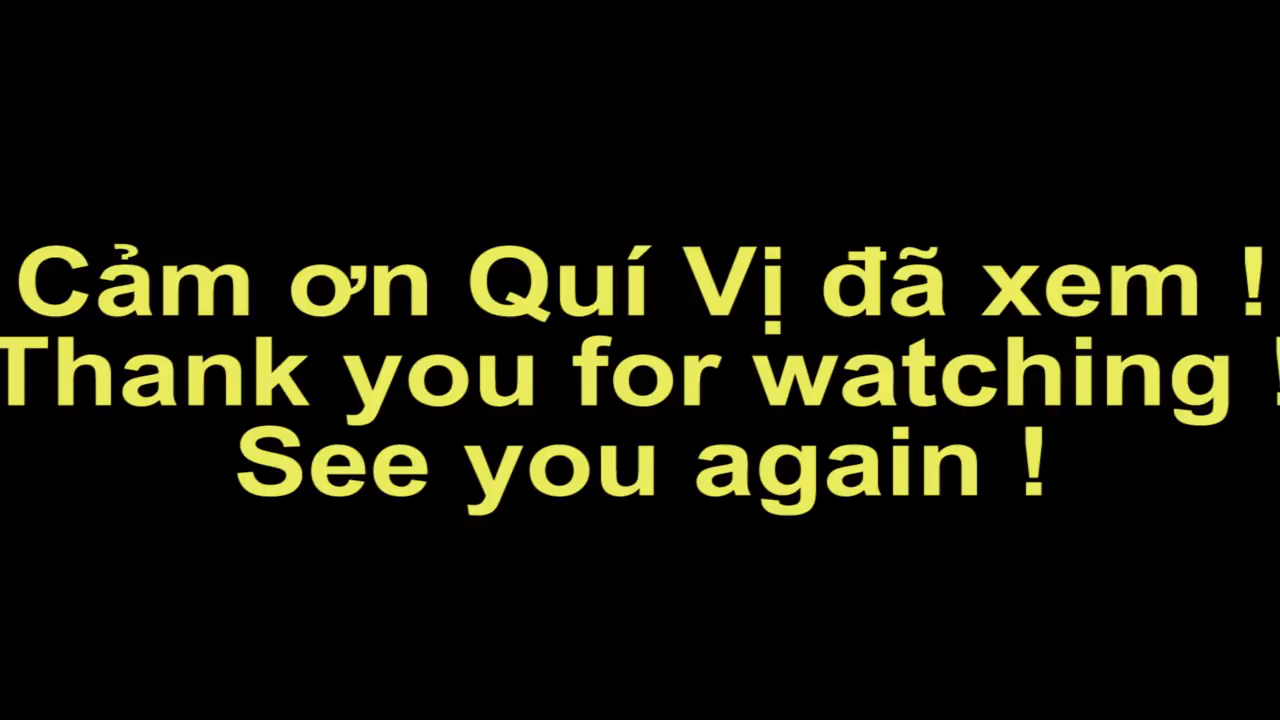 Cảm ơn Quí Vị đã xem !
Thank you for watching !
See you again !